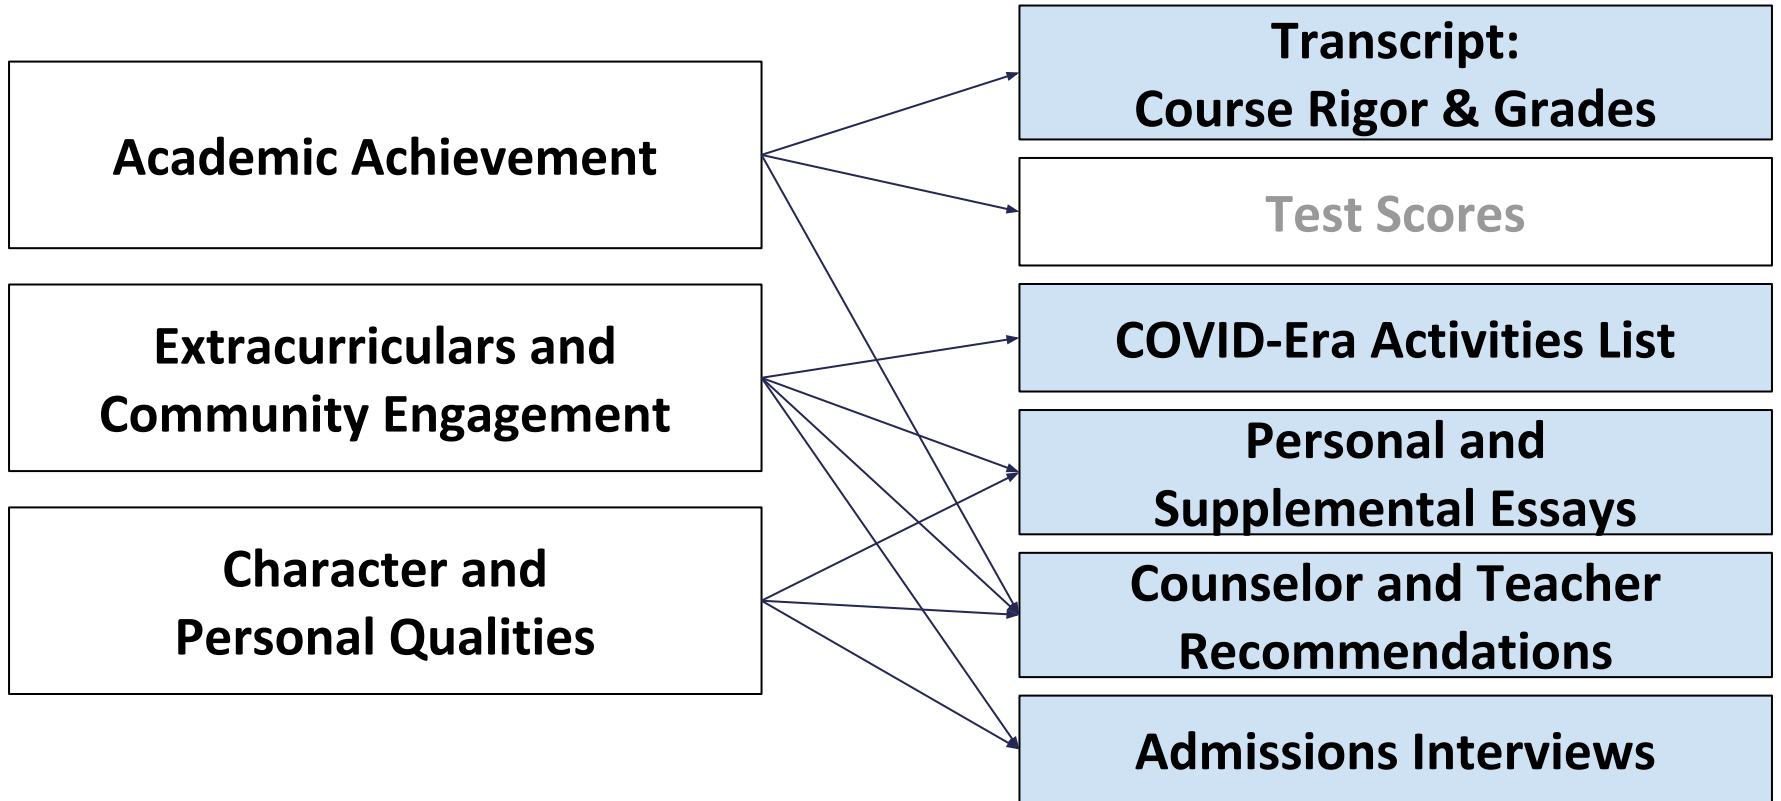 Academic Achievement
Extracurriculars and
Community Engagement
Character and
Personal Qualities
Transcript:
Course Rigor & Grades
Test Scores
COVID-Era Activities List
Personal and
Supplemental Essays
Counselor and Teacher
Recommendations
Admissions Interviews